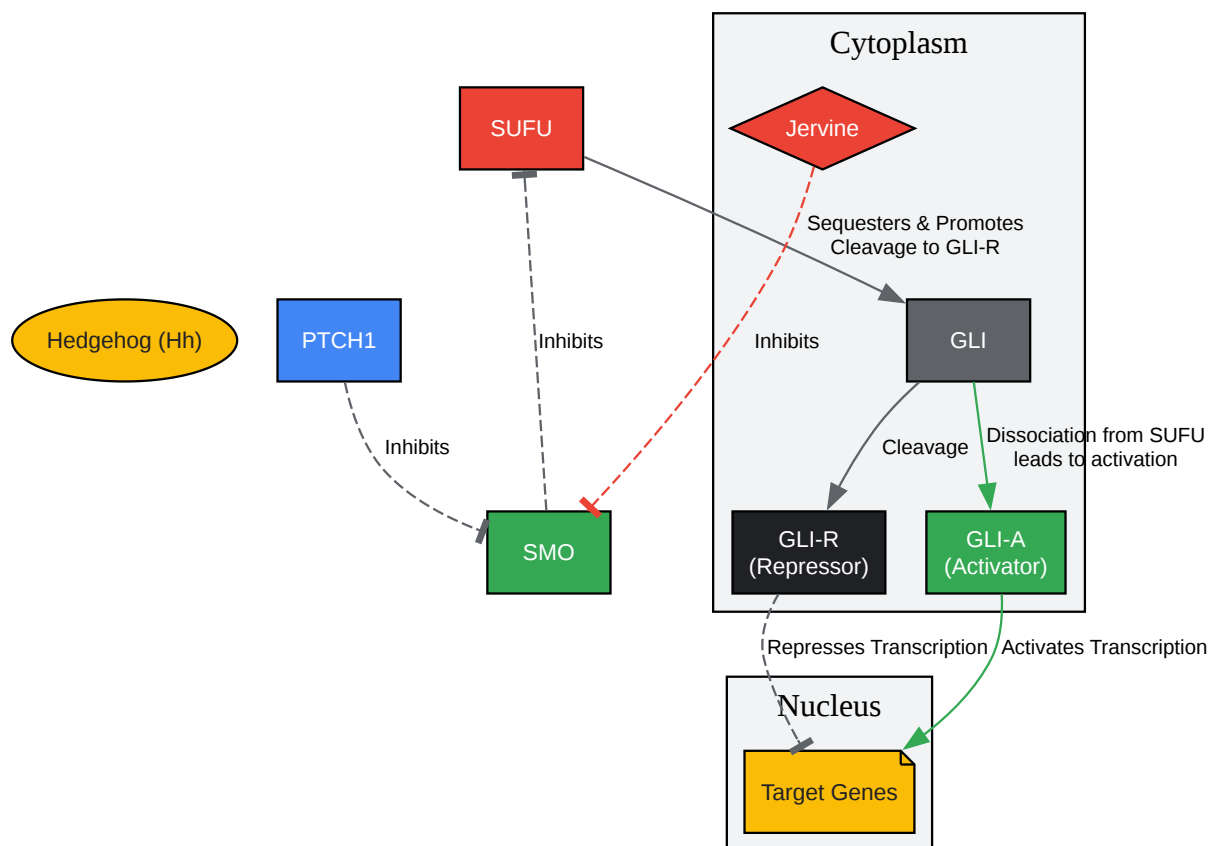 Cytoplasm
SUFU
Jervine
Sequesters & Promotes
Cleavage to GLI-R
Hedgehog (Hh)
PTCH1
Inhibits
Inhibits
GLI
Inhibits
Cleavage
Dissociation from SUFU
leads to activation
SMO
GLI-R
(Repressor)
GLI-A
(Activator)
Represses Transcription
Activates Transcription
Nucleus
Target Genes